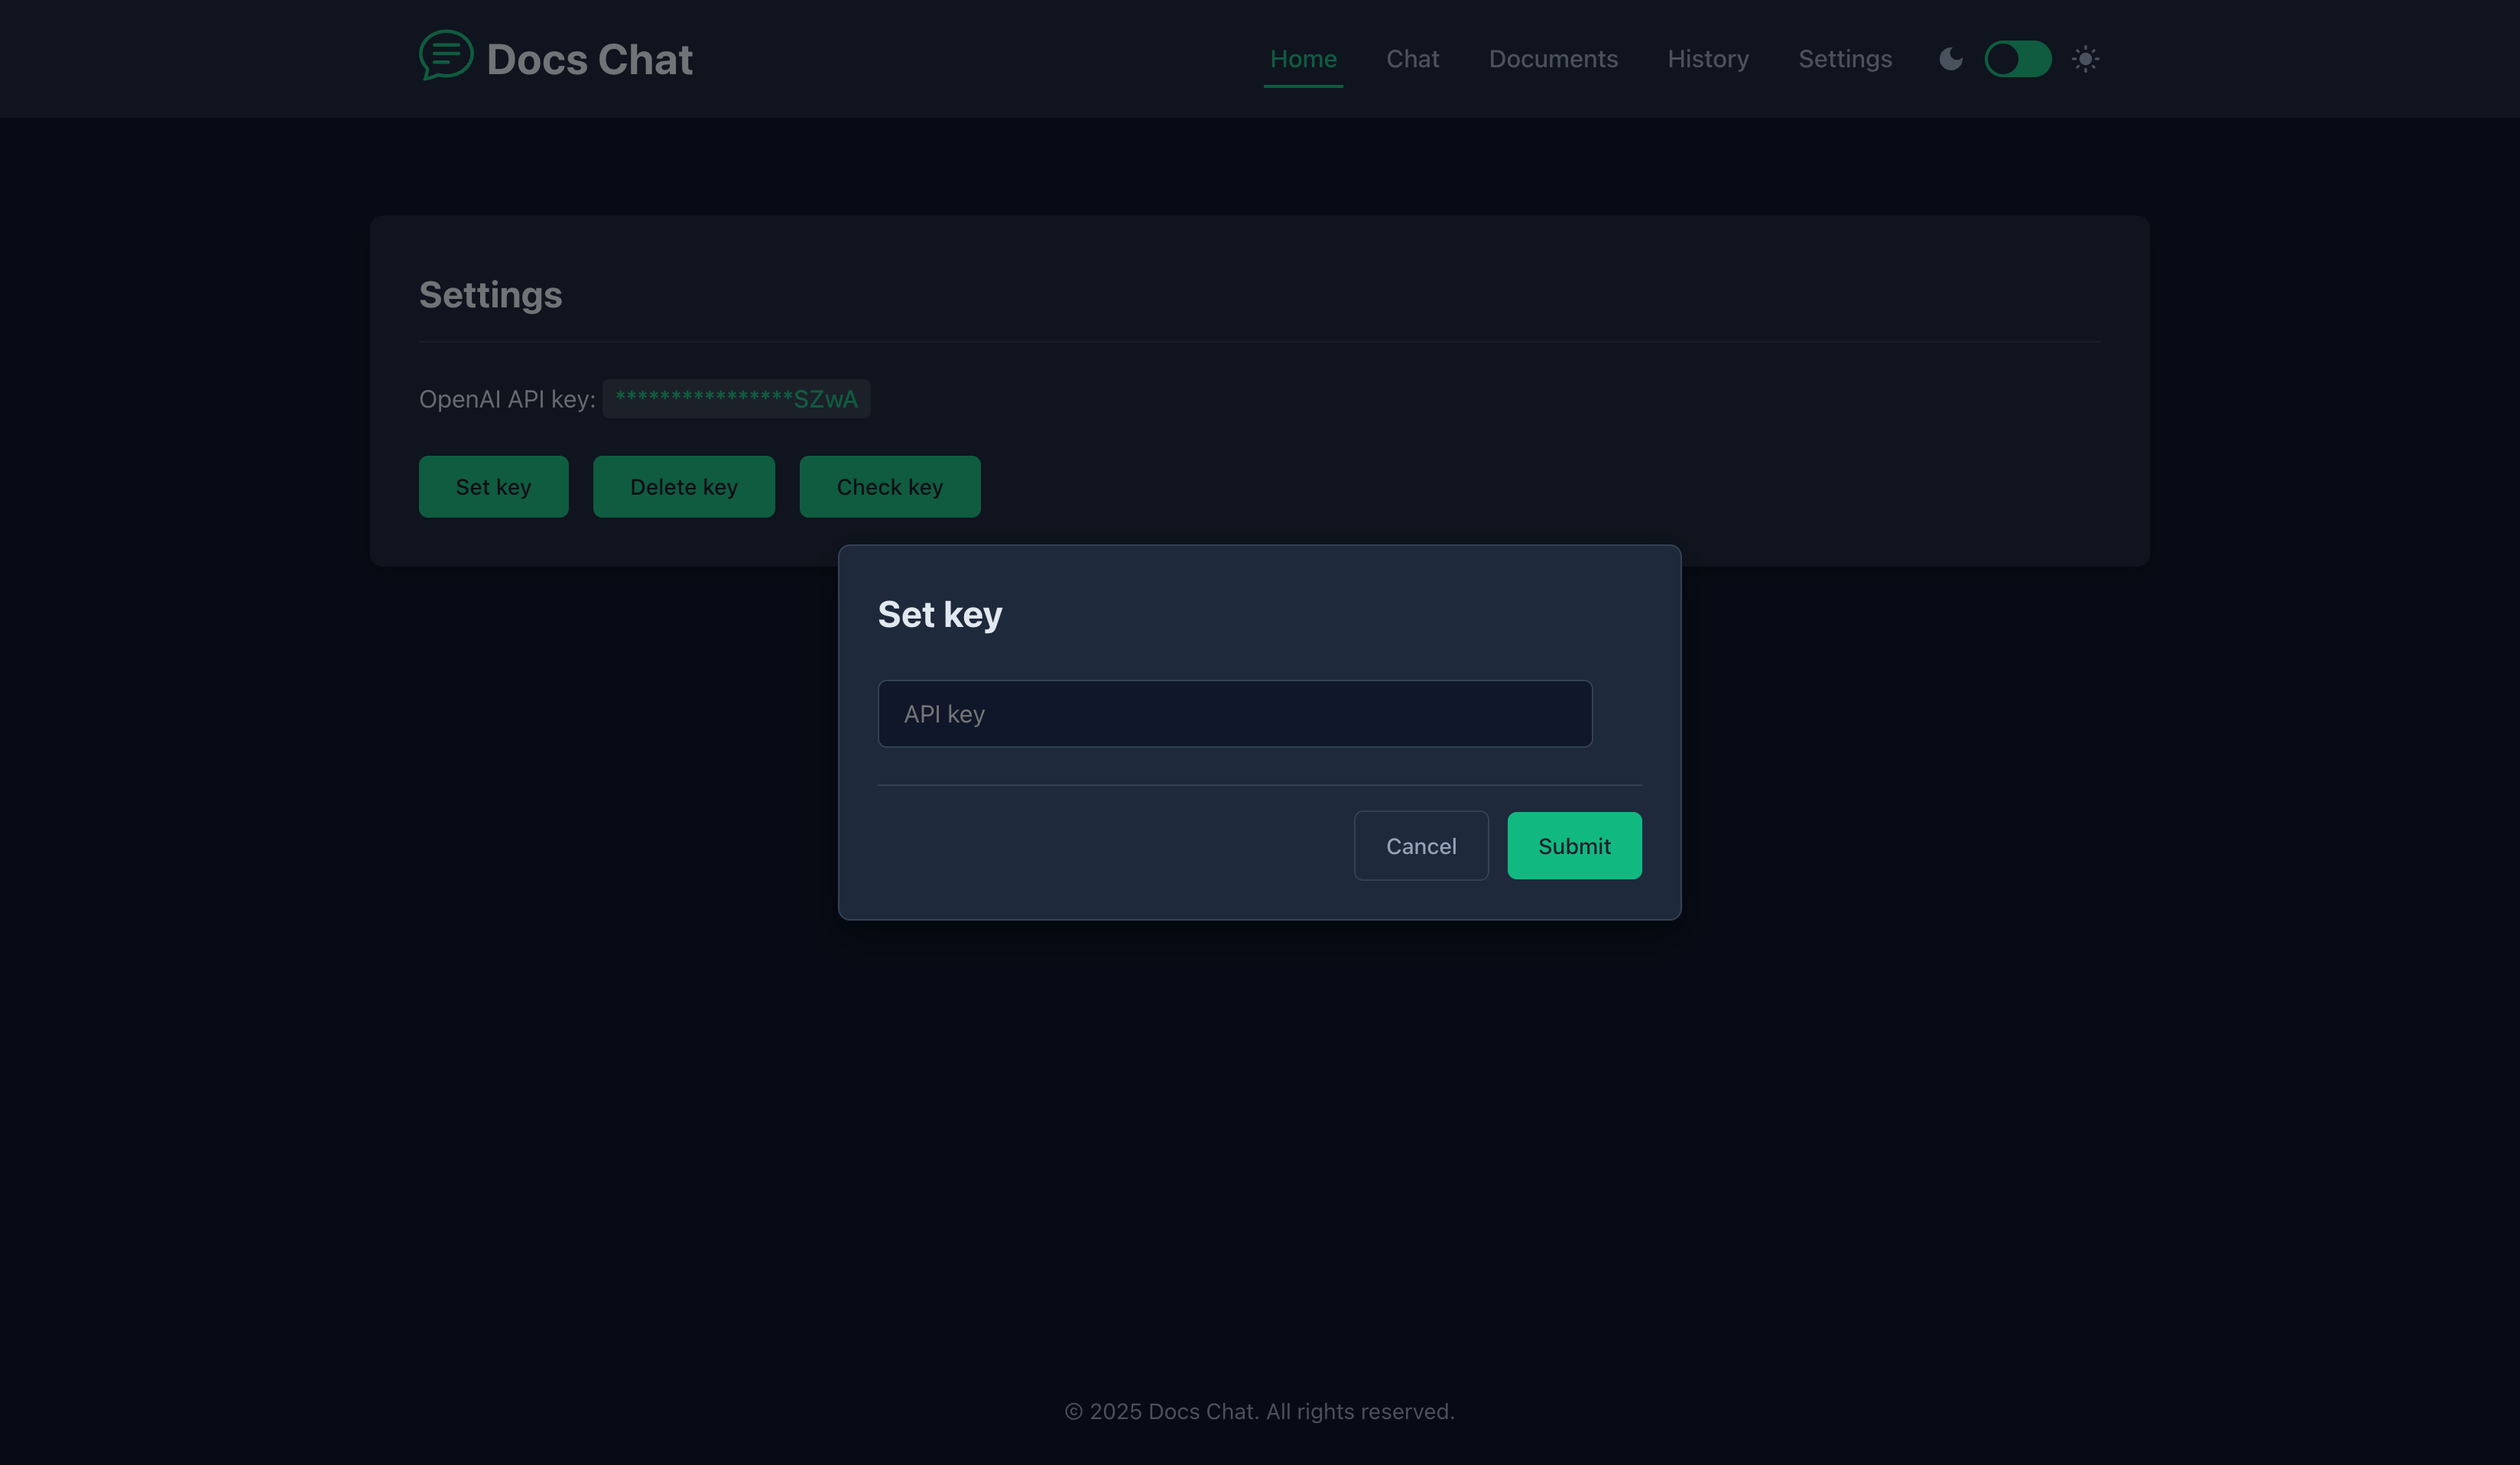 Docs Chat
Home Chat Documents History Settings
Settings
OpenAI API key: ****************SZwA
Set key Delete key Check key
Set key
API key
Cancel Submit
© 2025 Docs Chat. All rights reserved.